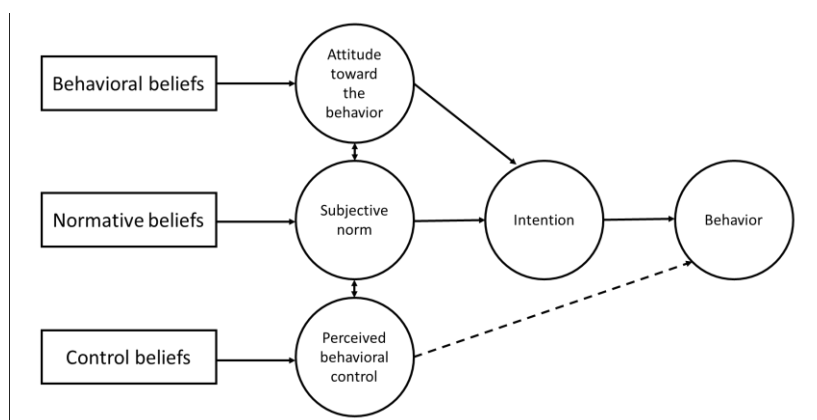 Behavioral beliefs
Attitude
toward
the
behavior
Normative beliefs
Subjective
norm
Intention
Behavior
Control beliefs
Perceived
behavioral
control